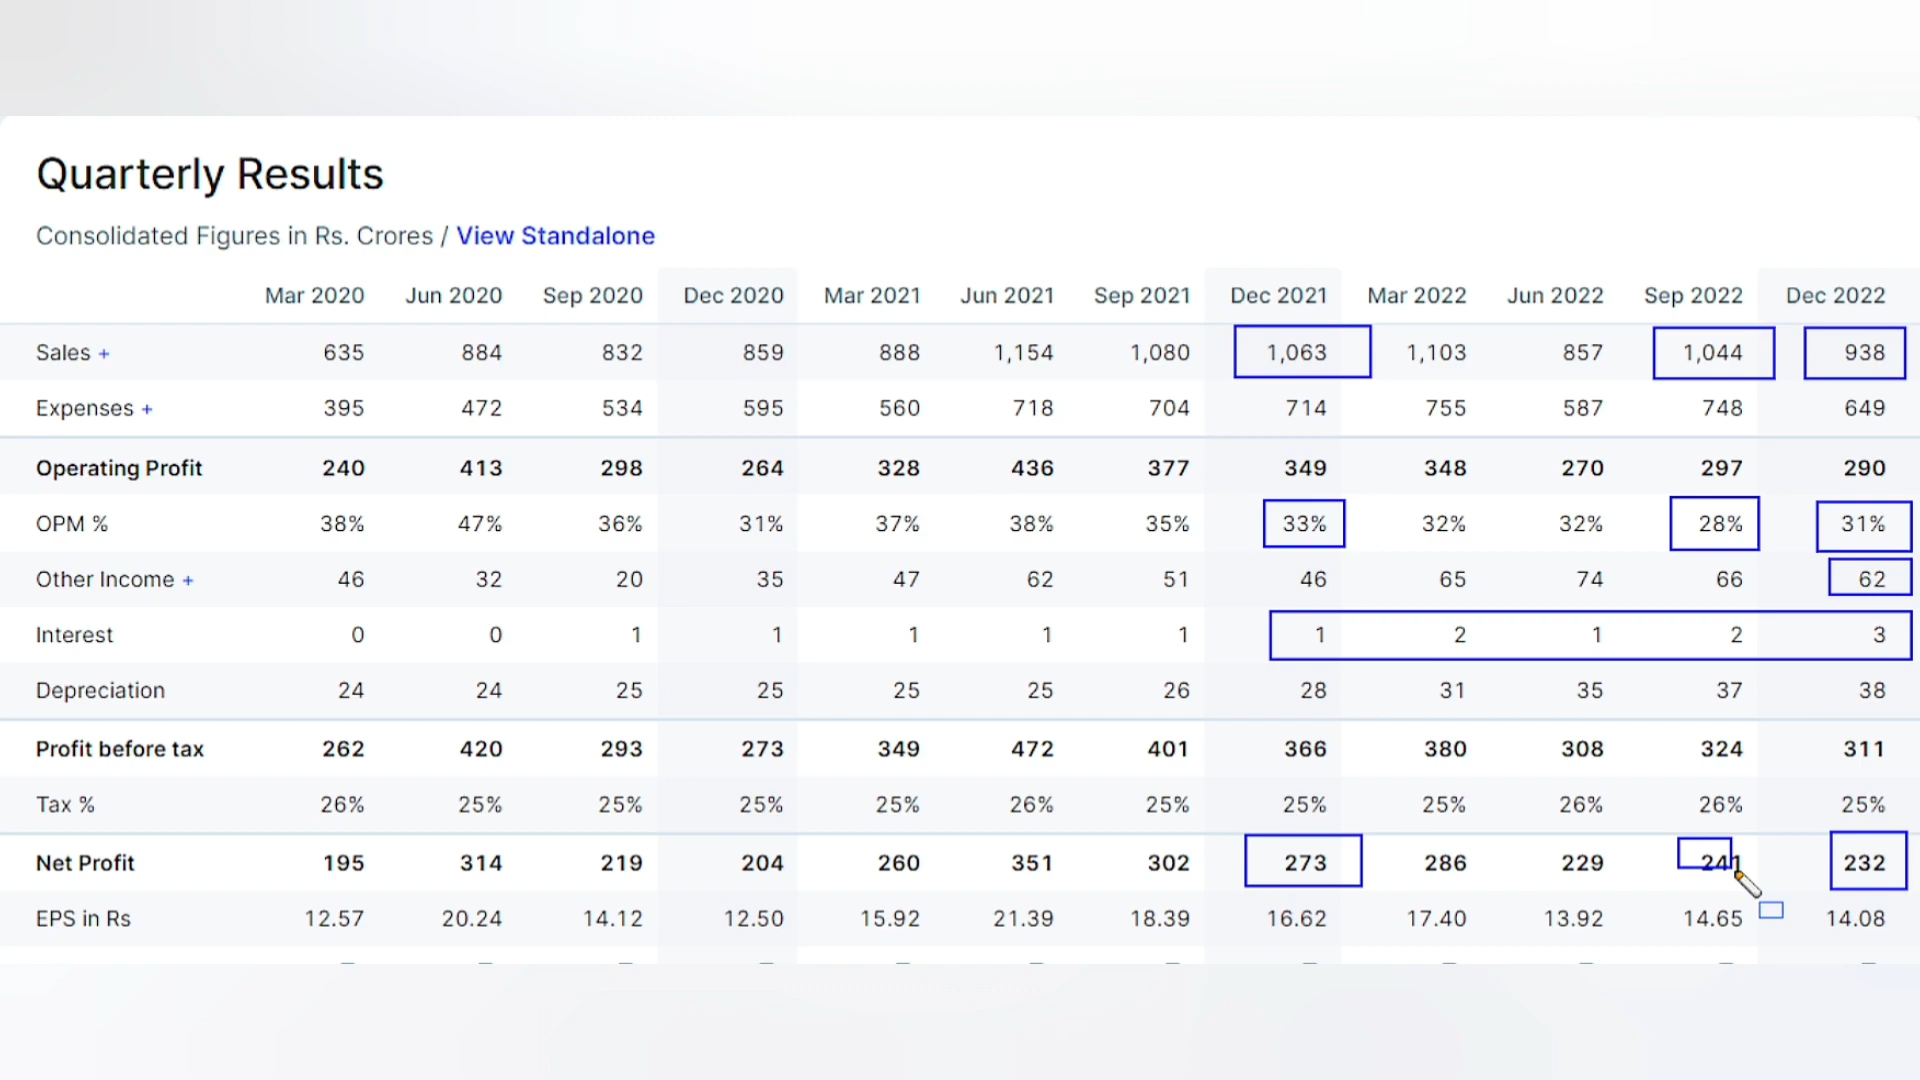 Quarterly Results
Consolidated Figures in Rs. Crores / View Standalone
Mar 2020 Jun 2020 Sep 2020 Dec 2020 Mar 2021 Jun 2021 Sep 2021 Dec 2021 Mar 2022 Jun 2022 Sep 2022 Dec 2022
Sales + 635 884 832 859 888 1,154 1,080 1,063 1,103 857 1,044 938
Expenses + 395 472 534 595 560 718 704 714 755 587 748 649
Operating Profit 240 413 298 264 328 436 377 349 348 270 297 290
OPM % 38% 47% 36% 31% 37% 38% 35% 33% 32% 32% 28% 31%
Other Income + 46 32 20 35 47 62 51 46 65 74 66 62
Interest 0 0 1 1 1 1 1 1 2 1 2 3
Depreciation 24 24 25 25 25 25 26 28 31 35 37 38
Profit before tax 262 420 293 273 349 472 401 366 380 308 324 311
Tax % 26% 25% 25% 25% 25% 26% 25% 25% 25% 26% 26% 25%
Net Profit 195 314 219 204 260 351 302 273 286 229 241 232
EPS in Rs 12.57 20.24 14.12 12.50 15.92 21.39 18.39 16.62 17.40 13.92 14.65 14.08